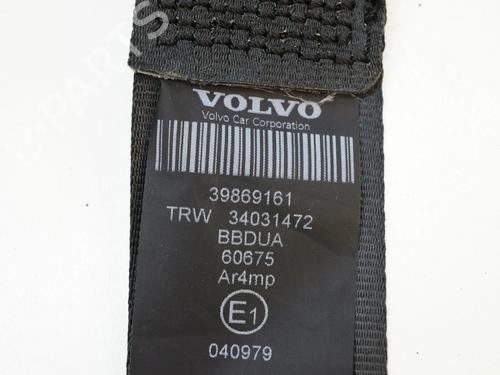 VOLVO
Volvo Car Corporation
39869161
TRW 34031472
BBDUA
60675
Ar4mp
E1
040979